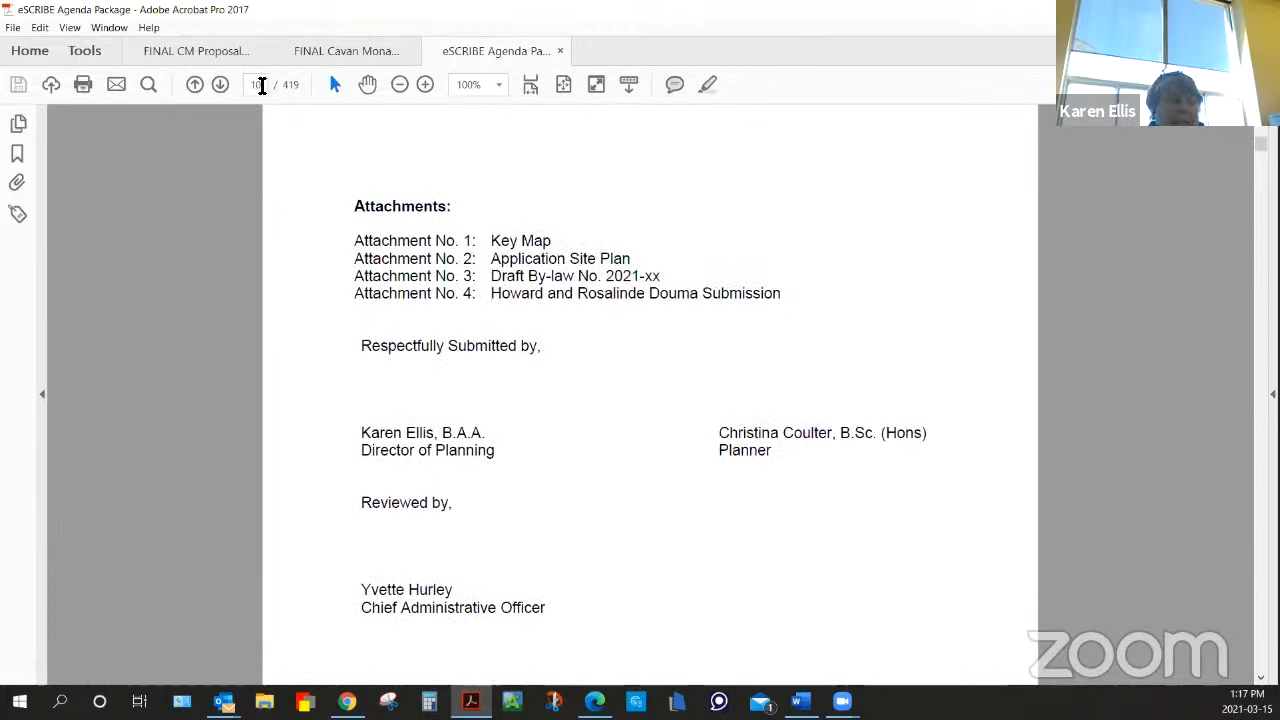 eSCRIBE Agenda Package - Adobe Acrobat Pro 2017
File Edit View Window Help
Home Tools FINAL CM Proposal... FINAL Cavan Mona... eSCRIBE Agenda Pa... ×
/ 419 100%
Karen Ellis
Attachments:
Attachment No. 1: Key Map
Attachment No. 2: Application Site Plan
Attachment No. 3: Draft By-law No. 2021-xx
Attachment No. 4: Howard and Rosalinde Douma Submission
Respectfully Submitted by,
Karen Ellis, B.A.A. Christina Coulter, B.Sc. (Hons)
Director of Planning Planner
Reviewed by,
Yvette Hurley
Chief Administrative Officer
zoom
1:17 PM
2021-03-15